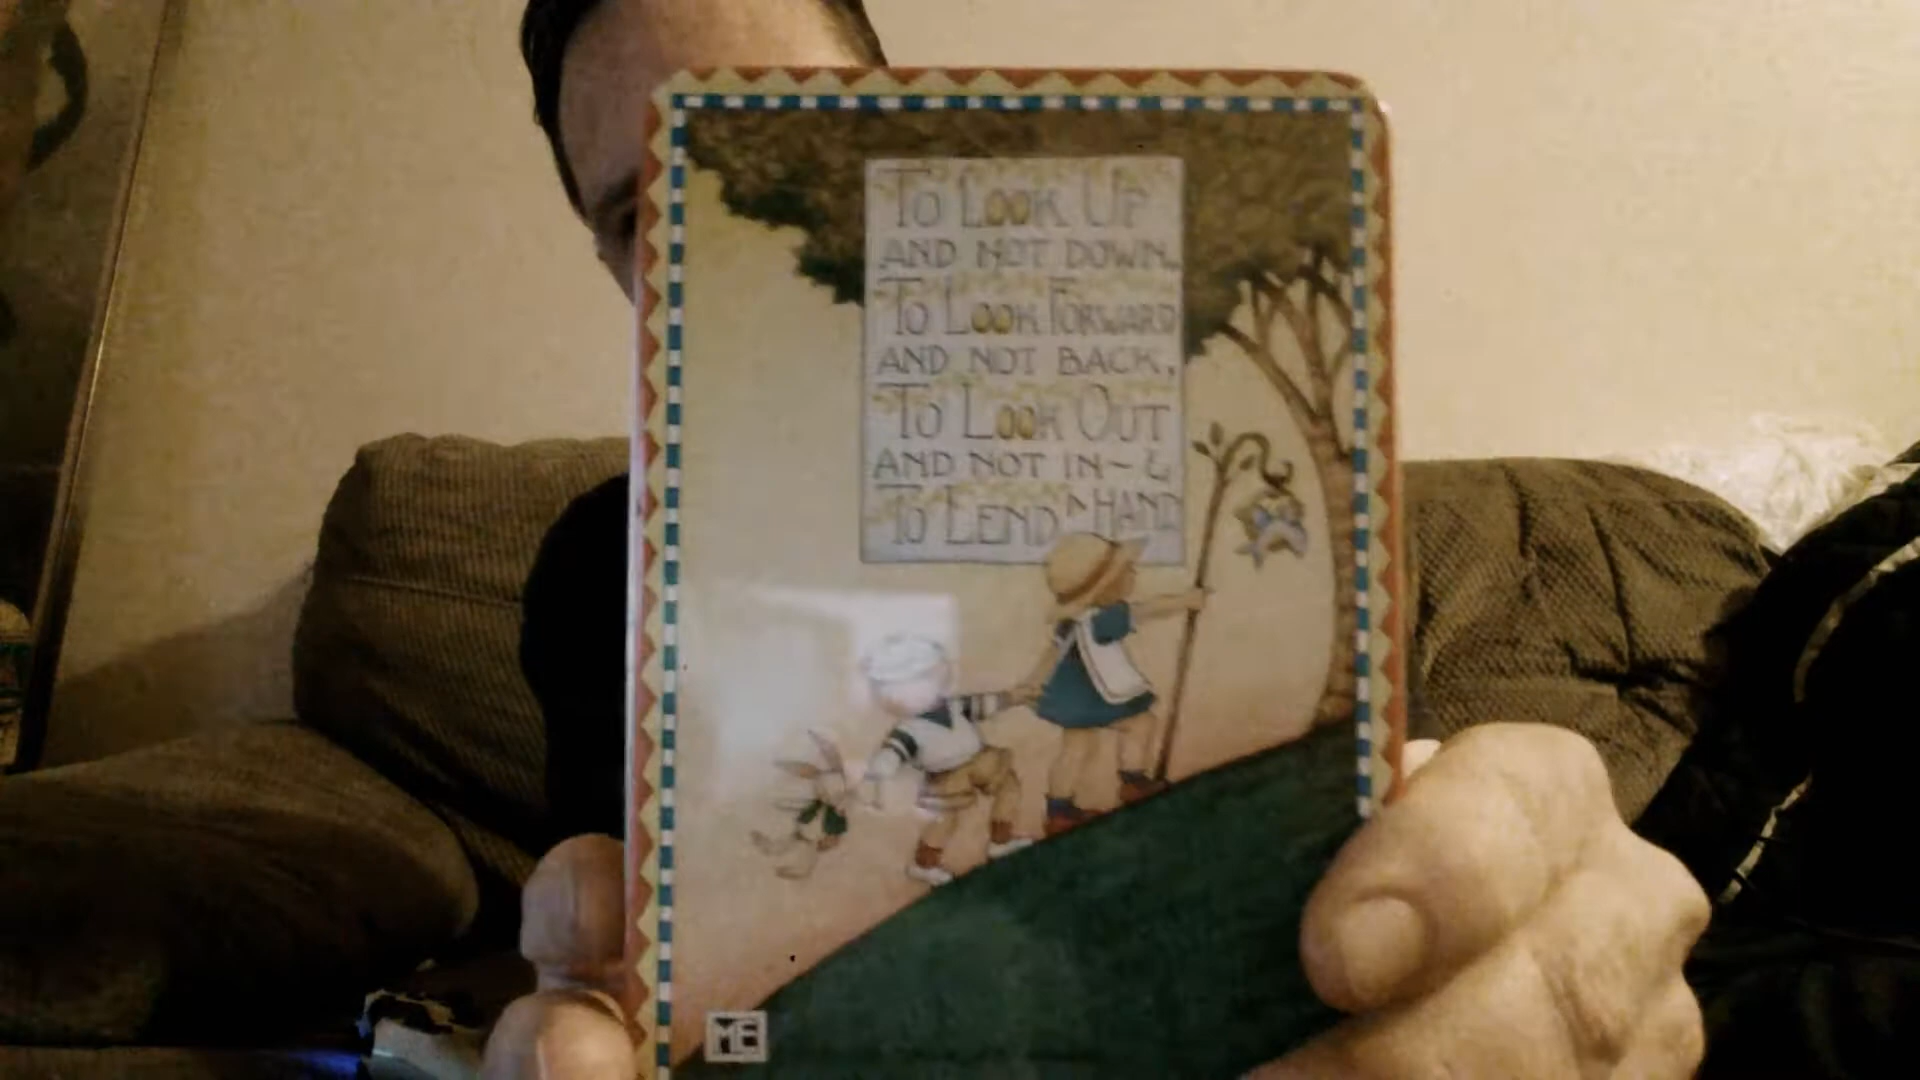 To Look Up
AND NOT DOWN,
To Look Forward
AND NOT BACK,
To Look Out
AND NOT IN~&
To LEND A HAND
ME